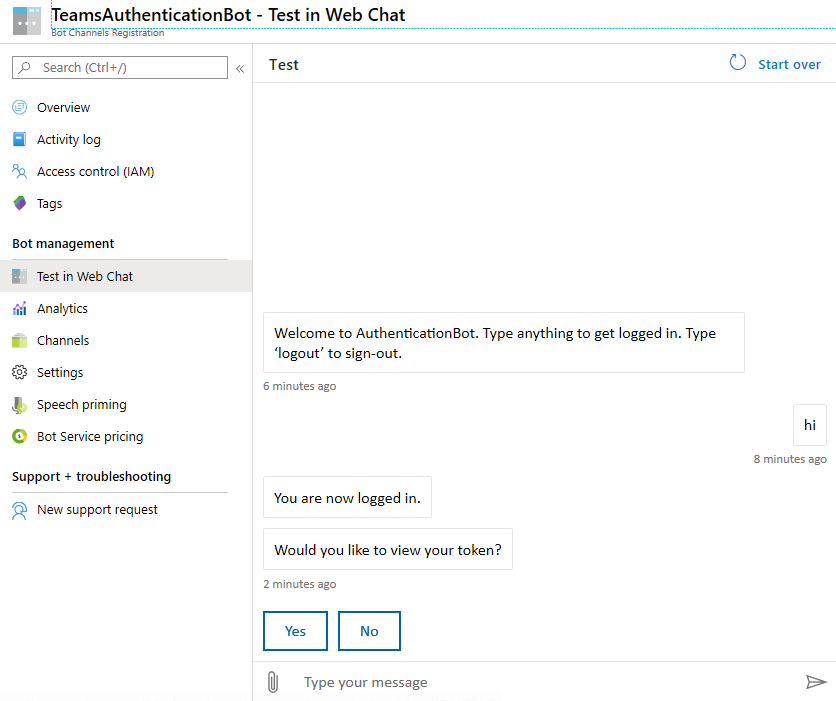 TeamsAuthenticationBot - Test in Web Chat
Bot Channels Registration
Search (Ctrl+/)
«
Overview
Activity log
Access control (IAM)
Tags
Bot management
Test in Web Chat
Analytics
Channels
Settings
Speech priming
Bot Service pricing
Support + troubleshooting
New support request
Test
Start over
Welcome to AuthenticationBot. Type anything to get logged in. Type
‘logout’ to sign-out.
6 minutes ago
hi
8 minutes ago
You are now logged in.
Would you like to view your token?
2 minutes ago
Yes
No
Type your message